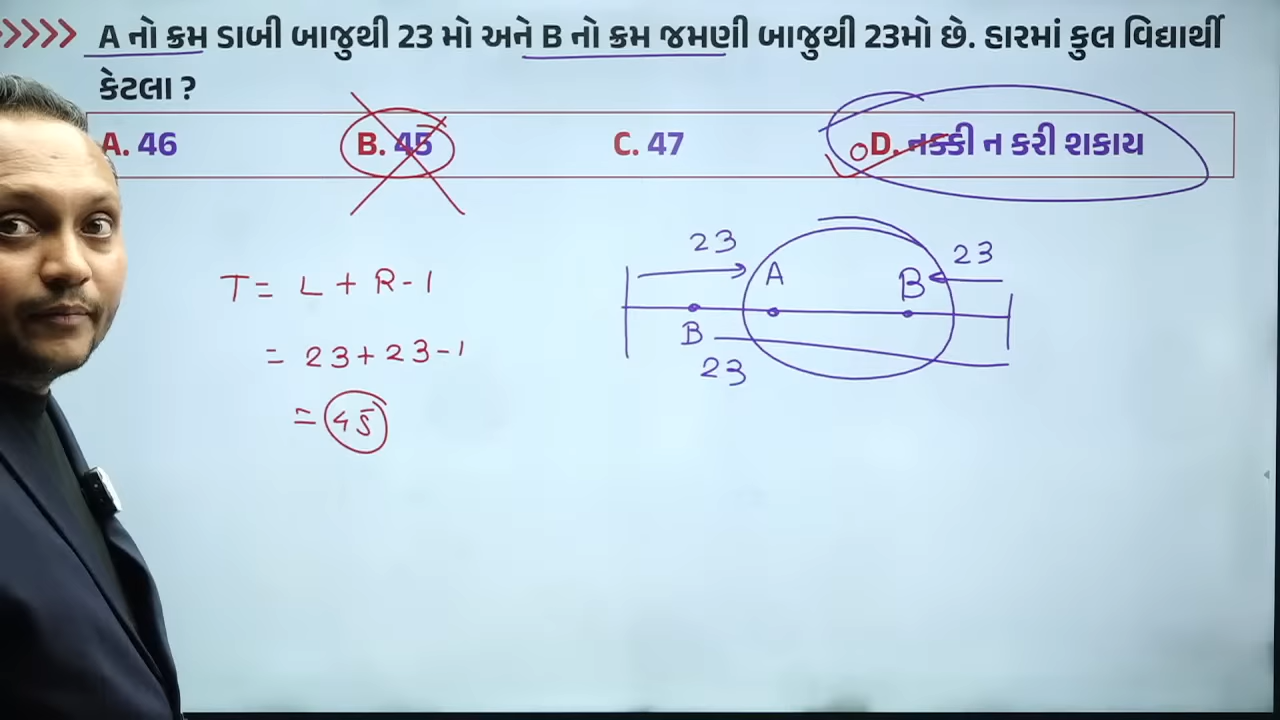 >>>>> A નો ક્રમ ડાબી બાજુથી 23 મો અને B નો ક્રમ જમણી બાજુથી 23મો છે. હારમાં કુલ વિદ્યાર્થી
કેટલા ?
A. 46 B. 45 C. 47 D. નક્કી ન કરી શકાય
T = L + R - 1
= 23 + 23 - 1
= 45
23 23
A B
B
23